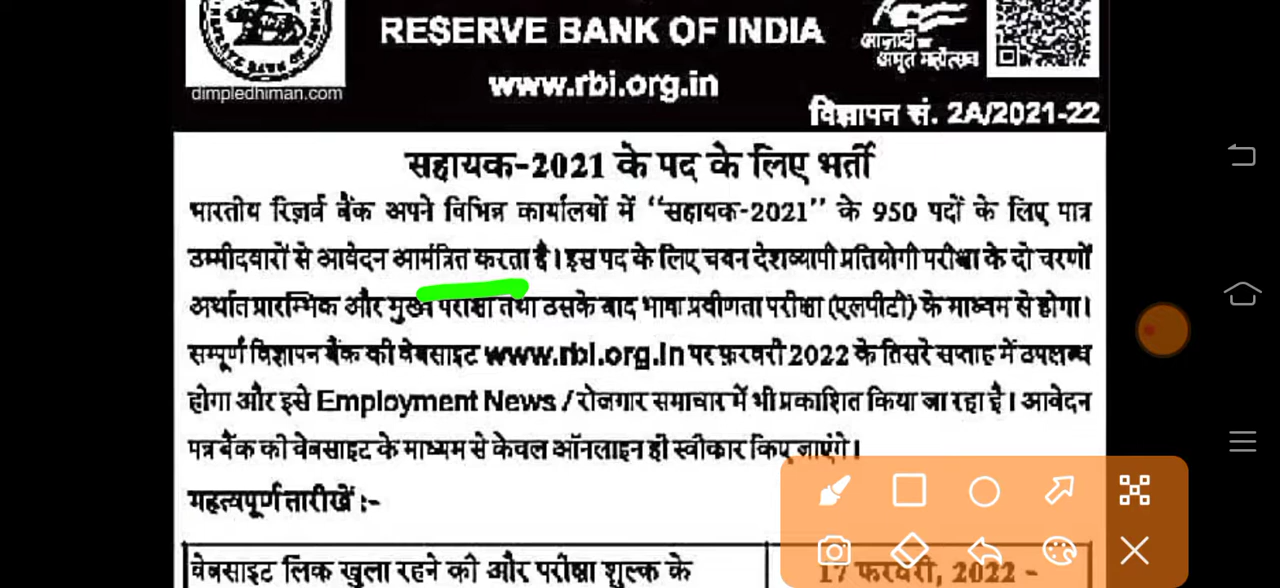 RESERVE BANK OF INDIA
www.rbi.org.in
आज़ादी का
अमृत महोत्सव
dimpledhiman.com
विज्ञापन सं. 2A/2021-22
सहायक-2021 के पद के लिए भर्ती
भारतीय रिज़र्व बैंक अपने विभिन्न कार्यालयों में “सहायक-2021” के 950 पदों के लिए पात्र
उम्मीदवारों से आवेदन आमंत्रित करता है। इस पद के लिए चयन देशव्यापी प्रतियोगी परीक्षा के दो चरणों
अर्थात प्रारम्भिक और मुख्य परीक्षा तथा उसके बाद भाषा प्रवीणता परीक्षा (एलपीटी) के माध्यम से होगा।
सम्पूर्ण विज्ञापन बैंक की वेबसाइट www.rbi.org.in पर फ़रवरी 2022 के तिसरे सप्ताह में उपलब्ध
होगा और इसे Employment News / रोजगार समाचार में भी प्रकाशित किया जा रहा है। आवेदन
पत्र बैंक की वेबसाइट के माध्यम से केवल ऑनलाइन ही स्वीकार किए जाएंगे।
महत्वपूर्ण तारीखें :-
वेबसाइट लिंक खुला रहने की और परीक्षा शुल्क के
17 फरवरी, 2022 -